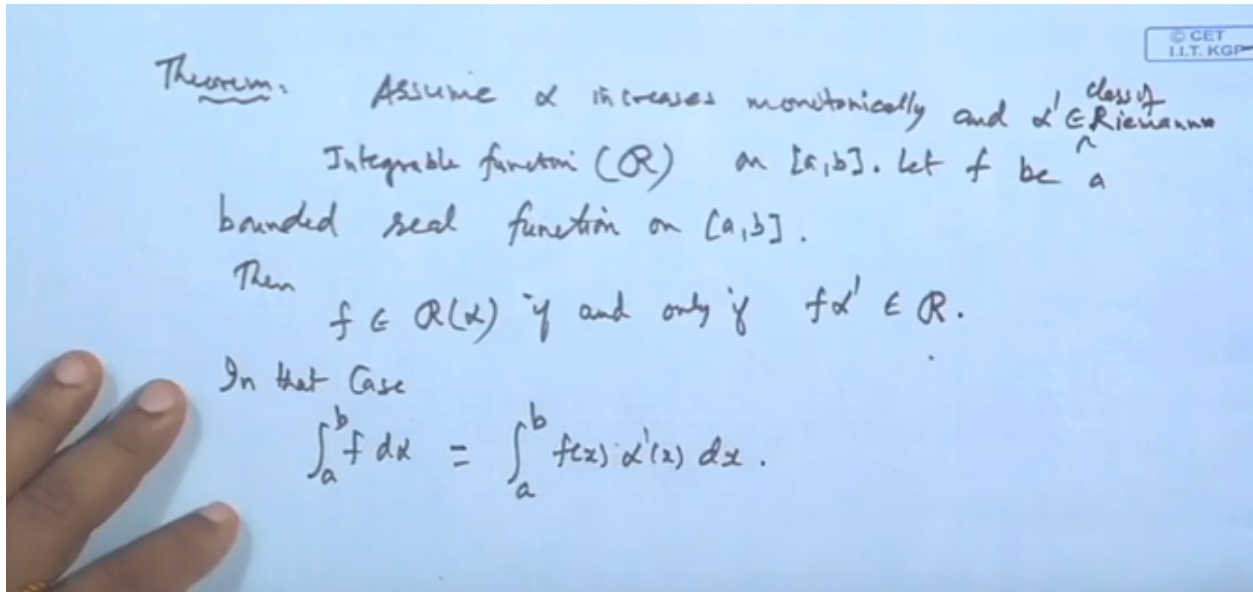 © CET
I.I.T. KGP
Theorem. Assume α increases monotonically and α' ∈ class of Riemann
Integrable function (R) on [a,b]. Let f be a
bounded real function on [a,b].
Then
f ∈ R(α) if and only if fα' ∈ R.
In that Case
∫_a^b f dα = ∫_a^b f(x) α'(x) dx.